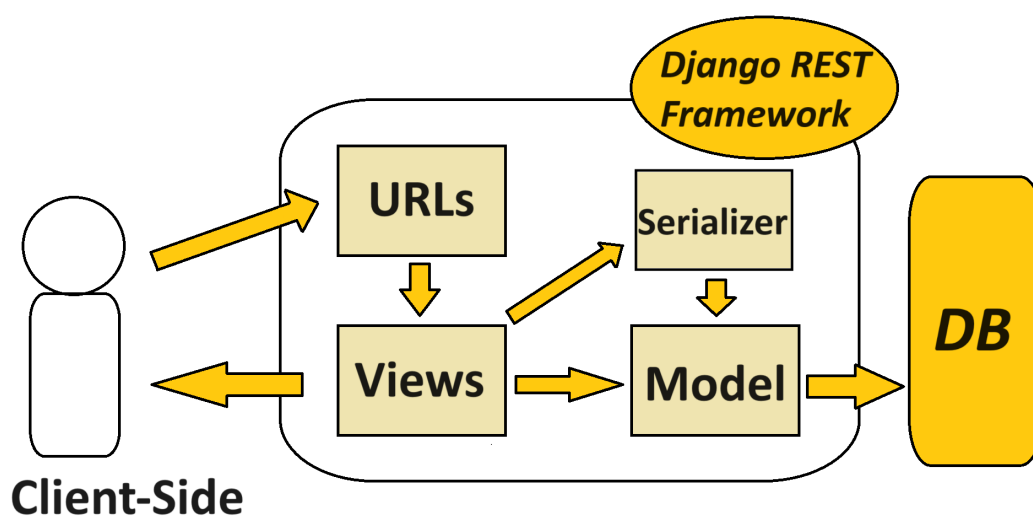 Django REST
Framework
URLs
Serializer
Views
Model
DB
Client-Side